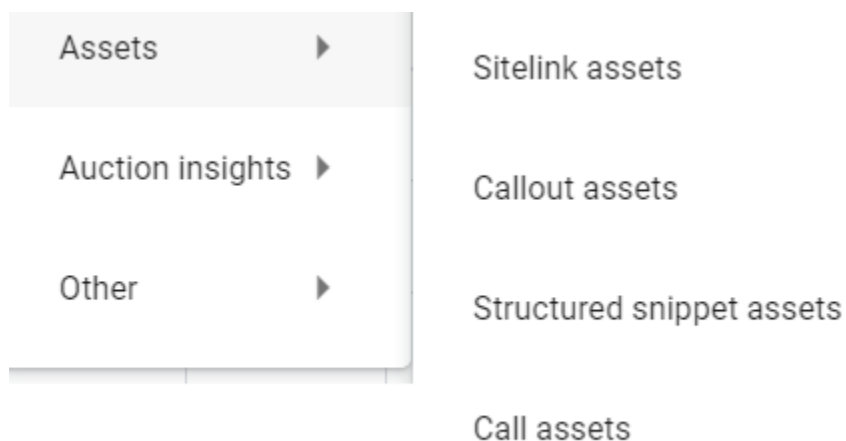 Assets
Auction insights
Other
Sitelink assets
Callout assets
Structured snippet assets
Call assets